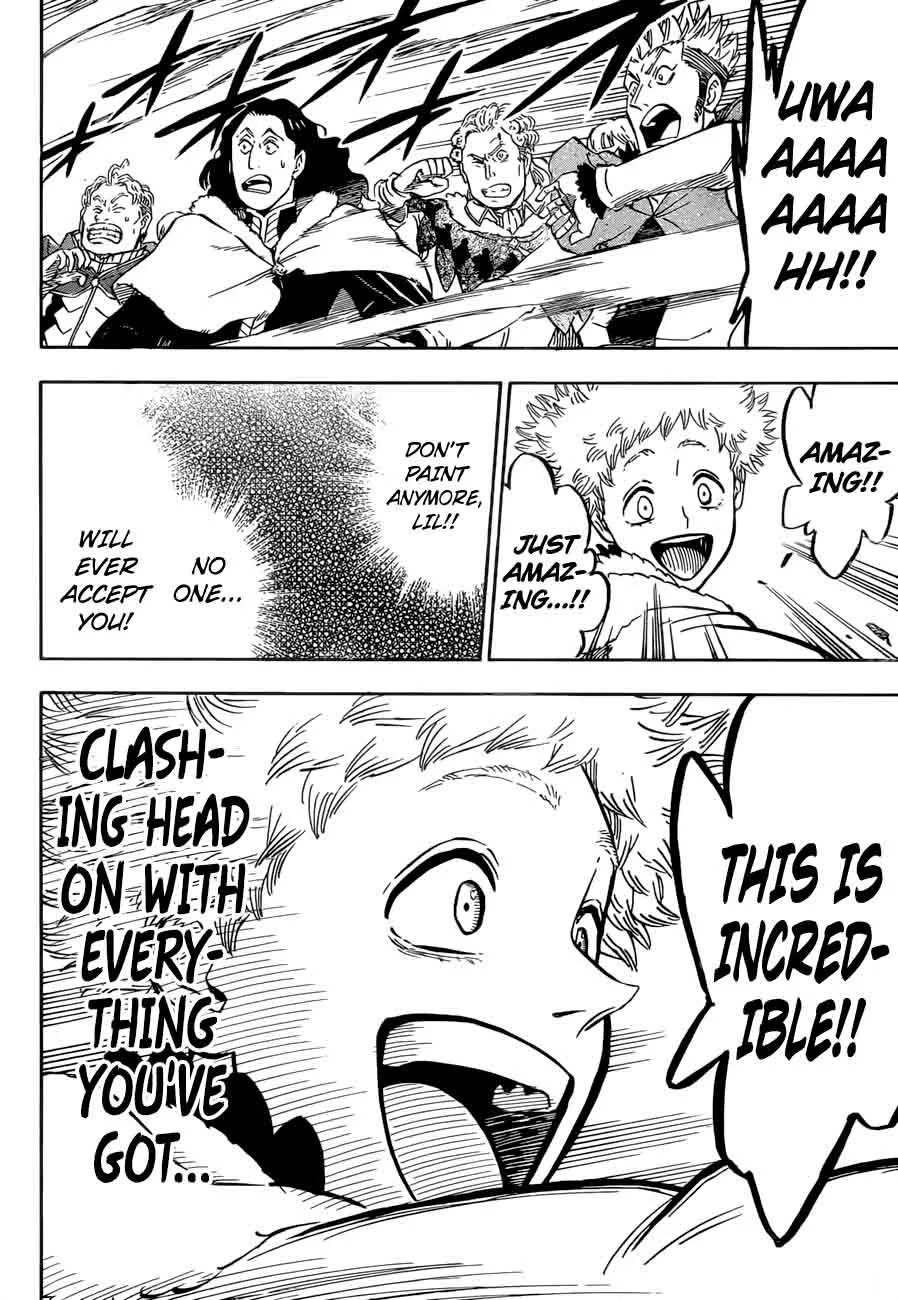 UWA
AAAA
AAAA
HH!!
AMAZ-
ING!!
JUST
AMAZ-
ING...!!
DON'T
PAINT
ANYMORE,
LIL!!
NO
ONE...
WILL
EVER
ACCEPT
YOU!
THIS IS
INCRED-
IBLE!!
CLASH-
ING HEAD
ON WITH
EVERY-
THING
YOU'VE
GOT...